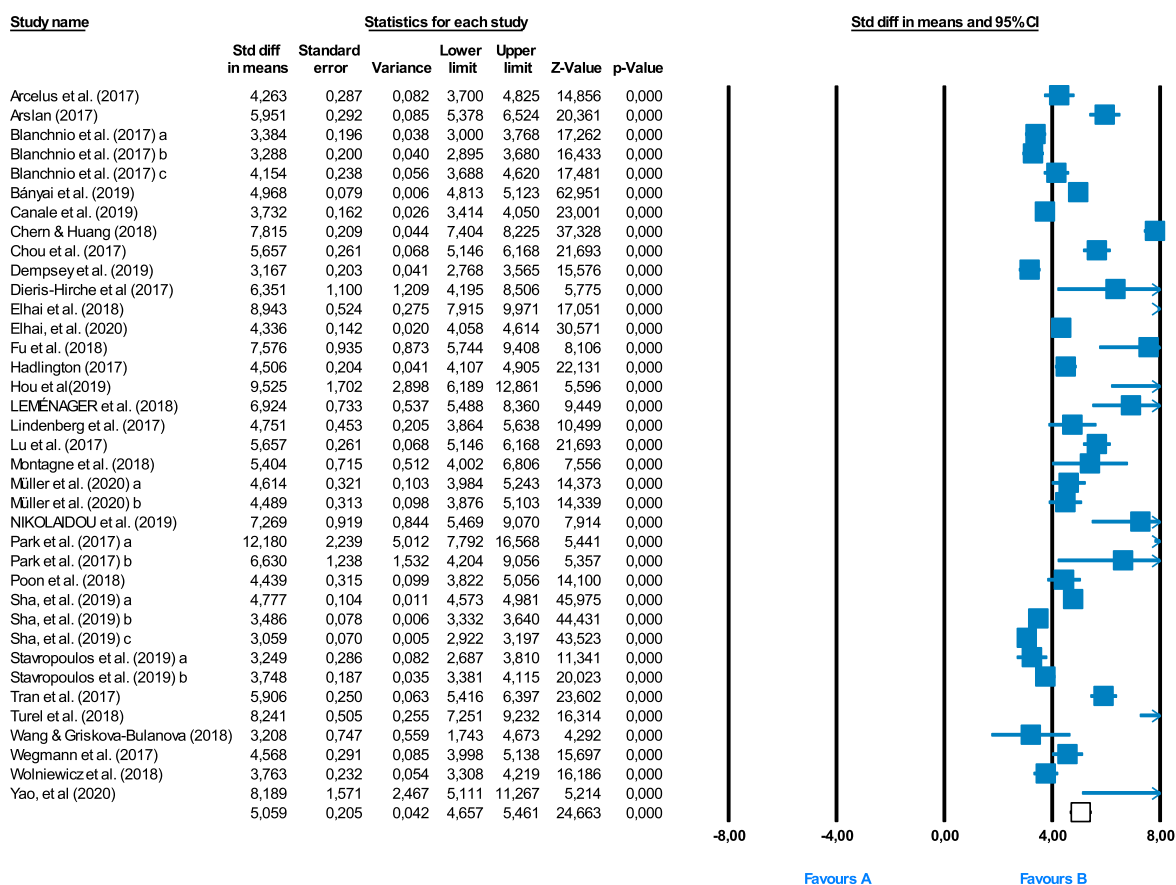 Study name Statistics for each study Std diff in means and 95% CI
Std diff Standard Lower Upper
in means error Variance limit limit Z-Value p-Value
Arcelus et al. (2017) 4,263 0,287 0,082 3,700 4,825 14,856 0,000
Arslan (2017) 5,951 0,292 0,085 5,378 6,524 20,361 0,000
Blanchnio et al. (2017) a 3,384 0,196 0,038 3,000 3,768 17,262 0,000
Blanchnio et al. (2017) b 3,288 0,200 0,040 2,895 3,680 16,433 0,000
Blanchnio et al. (2017) c 4,154 0,238 0,056 3,688 4,620 17,481 0,000
Bányai et al. (2019) 4,968 0,079 0,006 4,813 5,123 62,951 0,000
Canale et al. (2019) 3,732 0,162 0,026 3,414 4,050 23,001 0,000
Chern & Huang (2018) 7,815 0,209 0,044 7,404 8,225 37,328 0,000
Chou et al. (2017) 5,657 0,261 0,068 5,146 6,168 21,693 0,000
Dempsey et al. (2019) 3,167 0,203 0,041 2,768 3,565 15,576 0,000
Dieris-Hirche et al (2017) 6,351 1,100 1,209 4,195 8,506 5,775 0,000
Elhai et al. (2018) 8,943 0,524 0,275 7,915 9,971 17,051 0,000
Elhai, et al. (2020) 4,336 0,142 0,020 4,058 4,614 30,571 0,000
Fu et al. (2018) 7,576 0,935 0,873 5,744 9,408 8,106 0,000
Hadlington (2017) 4,506 0,204 0,041 4,107 4,905 22,131 0,000
Hou et al(2019) 9,525 1,702 2,898 6,189 12,861 5,596 0,000
LEMÉNAGER et al. (2018) 6,924 0,733 0,537 5,488 8,360 9,449 0,000
Lindenberg et al. (2017) 4,751 0,453 0,205 3,864 5,638 10,499 0,000
Lu et al. (2017) 5,657 0,261 0,068 5,146 6,168 21,693 0,000
Montagne et al. (2018) 5,404 0,715 0,512 4,002 6,806 7,556 0,000
Müller et al. (2020) a 4,614 0,321 0,103 3,984 5,243 14,373 0,000
Müller et al. (2020) b 4,489 0,313 0,098 3,876 5,103 14,339 0,000
NIKOLAIDOU et al. (2019) 7,269 0,919 0,844 5,469 9,070 7,914 0,000
Park et al. (2017) a 12,180 2,239 5,012 7,792 16,568 5,441 0,000
Park et al. (2017) b 6,630 1,238 1,532 4,204 9,056 5,357 0,000
Poon et al. (2018) 4,439 0,315 0,099 3,822 5,056 14,100 0,000
Sha, et al. (2019) a 4,777 0,104 0,011 4,573 4,981 45,975 0,000
Sha, et al. (2019) b 3,486 0,078 0,006 3,332 3,640 44,431 0,000
Sha, et al. (2019) c 3,059 0,070 0,005 2,922 3,197 43,523 0,000
Stavropoulos et al. (2019) a 3,249 0,286 0,082 2,687 3,810 11,341 0,000
Stavropoulos et al. (2019) b 3,748 0,187 0,035 3,381 4,115 20,023 0,000
Tran et al. (2017) 5,906 0,250 0,063 5,416 6,397 23,602 0,000
Turel et al. (2018) 8,241 0,505 0,255 7,251 9,232 16,314 0,000
Wang & Griskova-Bulanova (2018) 3,208 0,747 0,559 1,743 4,673 4,292 0,000
Wegmann et al. (2017) 4,568 0,291 0,085 3,998 5,138 15,697 0,000
Wolniewicz et al. (2018) 3,763 0,232 0,054 3,308 4,219 16,186 0,000
Yao, et al (2020) 8,189 1,571 2,467 5,111 11,267 5,214 0,000
5,059 0,205 0,042 4,657 5,461 24,663 0,000
-8,00 -4,00 0,00 4,00 8,00
Favours A Favours B